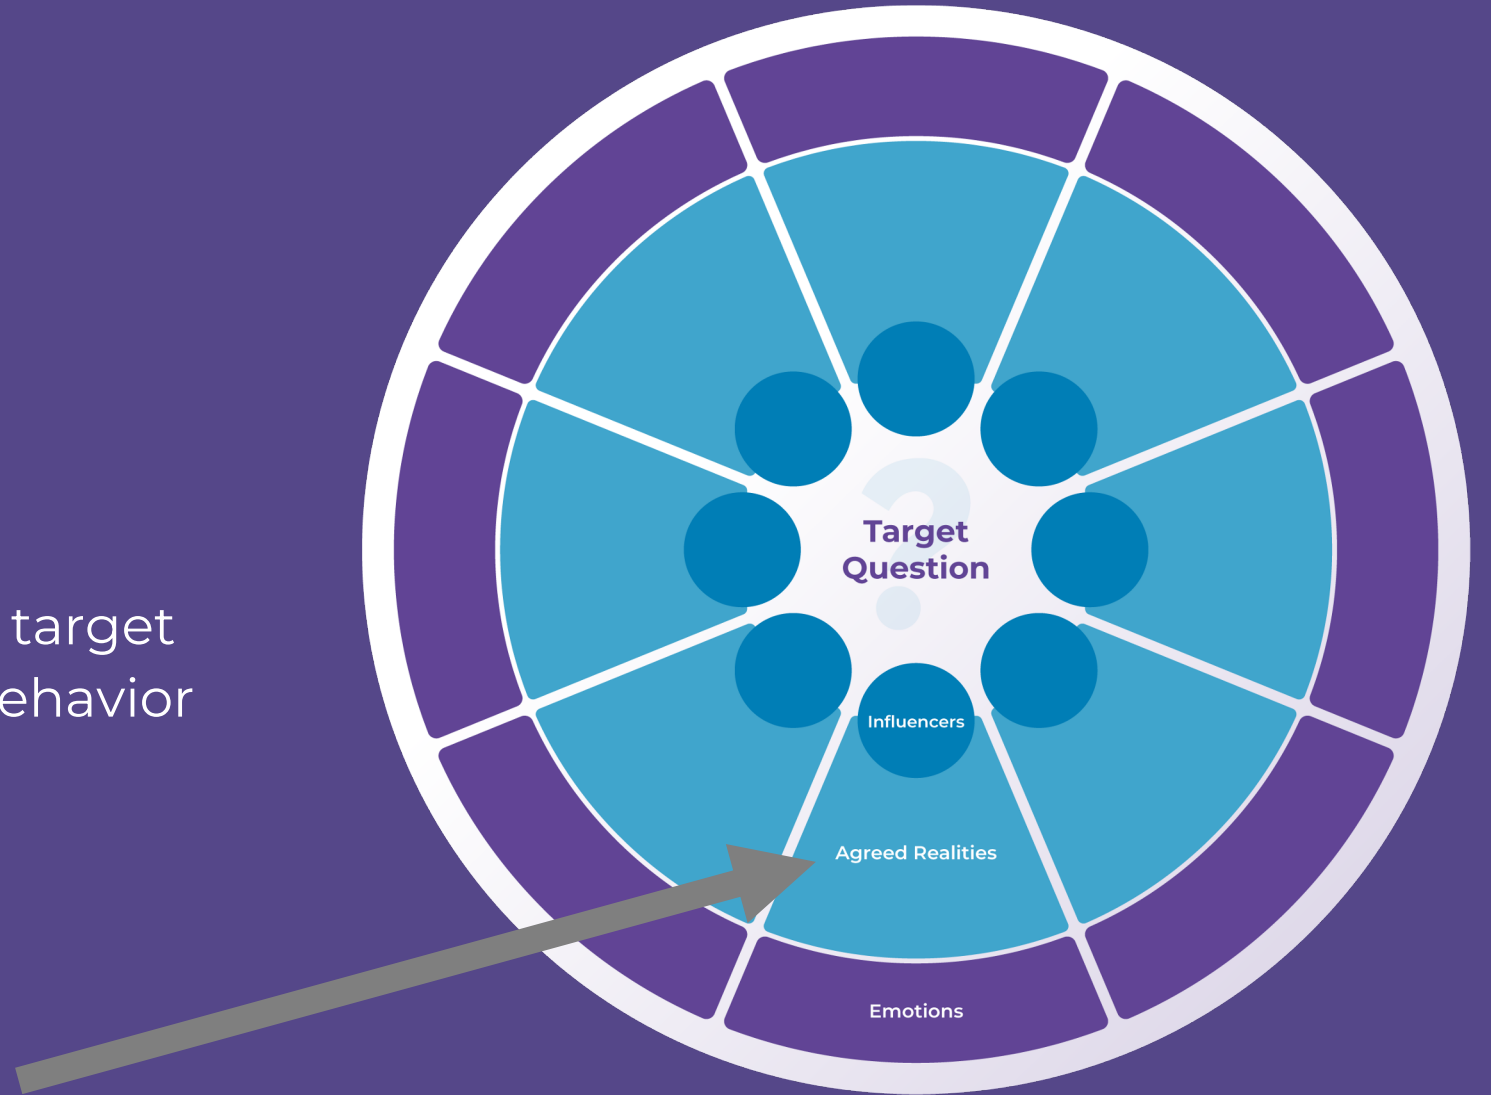 target
ehavior
?
Target
Question
Influencers
Agreed Realities
Emotions